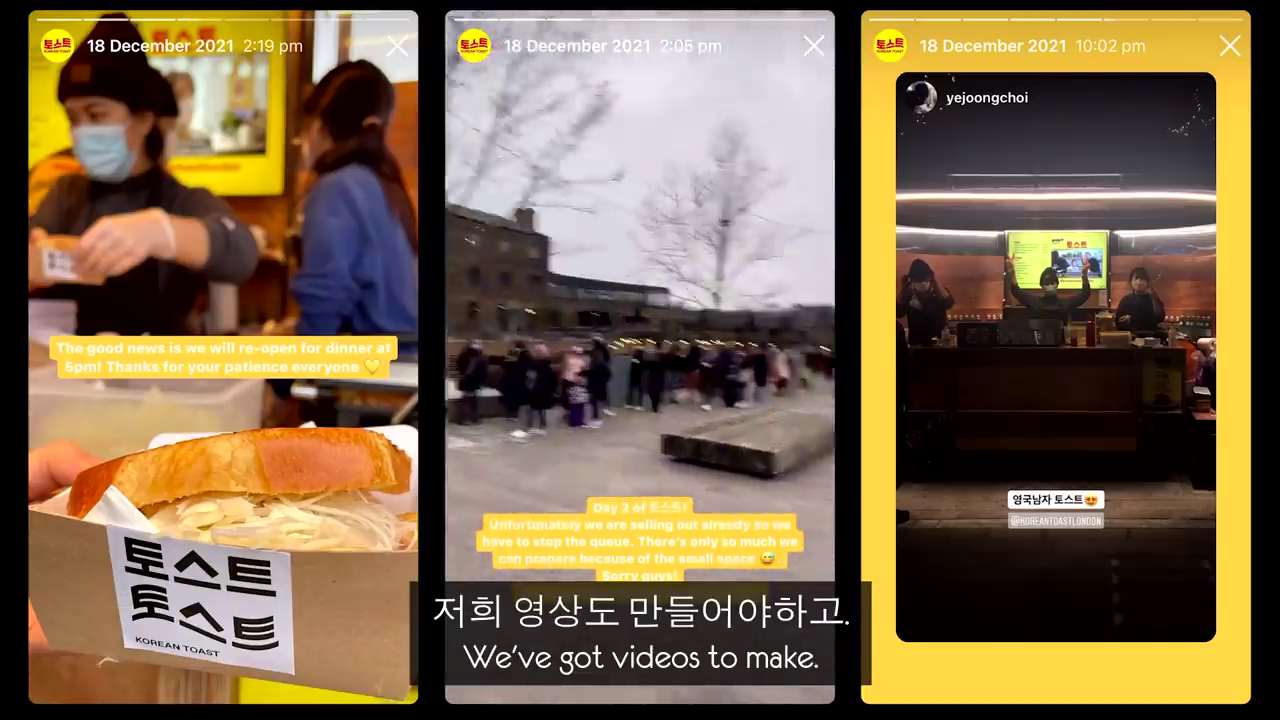 토스트
KOREAN TOAST
18 December 2021 2:19 pm
The good news is we will re-open for dinner at
5pm! Thanks for your patience everyone 💛
토스트
토스트
KOREAN TOAST
토스트
KOREAN TOAST
18 December 2021 2:05 pm
Day 2 of 토스트!
Unfortunately we are selling out already so we
have to stop the queue. There's only so much we
can prepare because of the small space 😅
Sorry guys!
토스트
KOREAN TOAST
18 December 2021 10:02 pm
yejoongchoi
토스트
영국남자 토스트😍
@KOREANTOASTLONDON
저희 영상도 만들어야하고.
We've got videos to make.